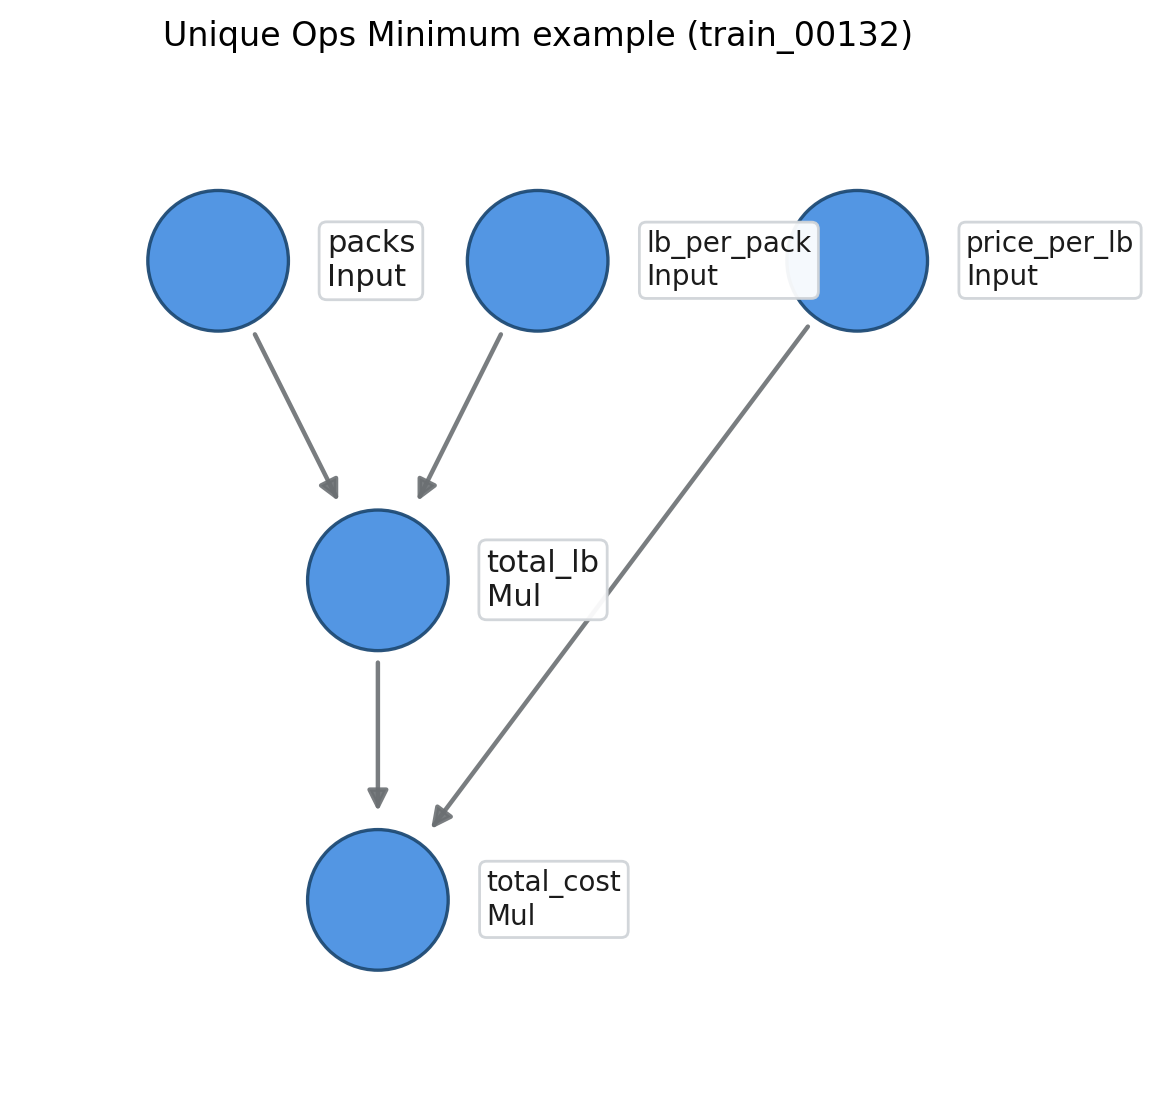 Unique Ops Minimum example (train_00132)
packs
Input
lb_per_pack
Input
price_per_lb
Input
total_lb
Mul
total_cost
Mul